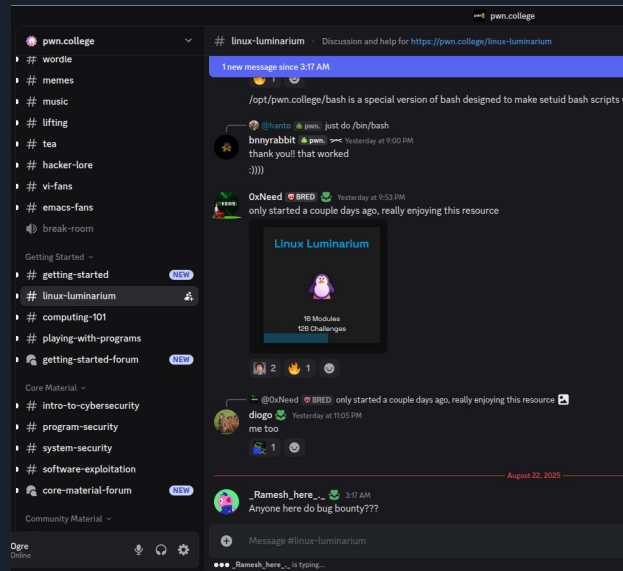 pwn.college
pwn.college
# wordle
# memes
# music
# lifting
# tea
# hacker-lore
# vi-fans
# emacs-fans
break-room
Getting Started
# getting-started NEW
# linux-luminarium
# computing-101
# playing-with-programs
getting-started-forum NEW
Core Material
# intro-to-cybersecurity
# program-security
# system-security
# software-exploitation
core-material-forum NEW
Community Material
Ogre
Online
# linux-luminarium Discussion and help for https://pwn.college/linux-luminarium
1 new message since 3:17 AM
1
/opt/pwn.college/bash is a special version of bash designed to make setuid bash scripts
@hanto pwn. just do /bin/bash
bnnyrabbit pwn. Yesterday at 9:00 PM
thank you!! that worked
:))))
0xNeed BRED Yesterday at 9:53 PM
only started a couple days ago, really enjoying this resource
Linux Luminarium
16 Modules
126 Challenges
2 1
@0xNeed BRED only started a couple days ago, really enjoying this resource
diogo Yesterday at 11:05 PM
me too
1
August 22, 2025
_Ramesh_here_._ 3:17 AM
Anyone here do bug bounty???
Message #linux-luminarium
_Ramesh_here_._ is typing...